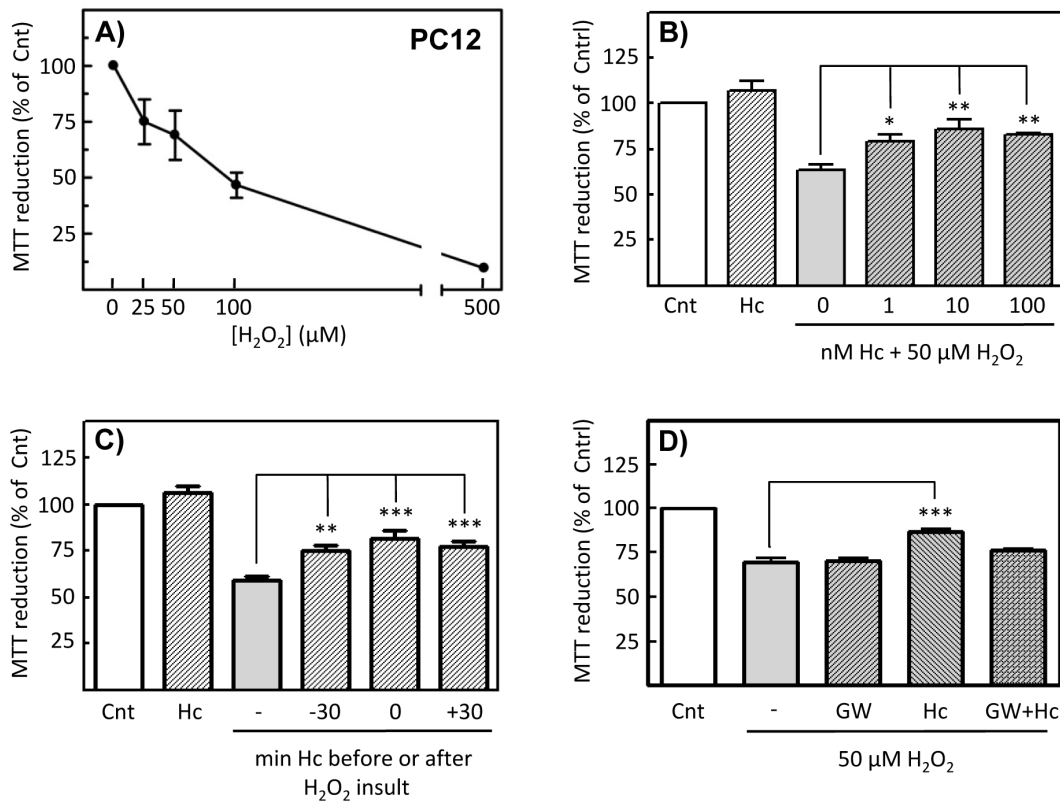 A)
PC12
MTT reduction (% of Cnt)
100
75
50
25
0 25 50 100 500
[H₂O₂] (µM)
B)
MTT reduction (% of Cntrl)
125
100
75
50
25
* ** **
Cnt Hc 0 1 10 100
nM Hc + 50 µM H₂O₂
C)
MTT reduction (% of Cnt)
125
100
75
50
25
** *** ***
Cnt Hc - -30 0 +30
min Hc before or after
H₂O₂ insult
D)
MTT reduction (% of Cntrl)
125
100
75
50
25
***
Cnt - GW Hc GW+Hc
50 µM H₂O₂